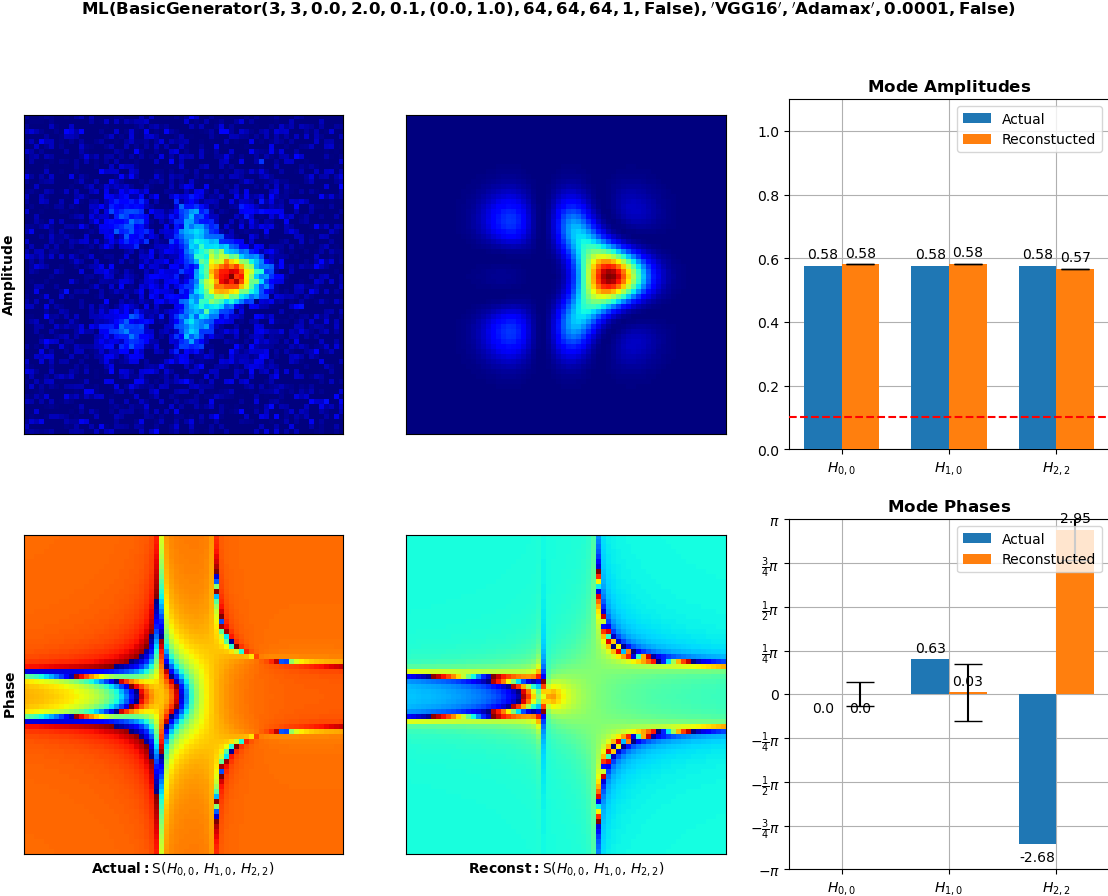 ML(BasicGenerator(3, 3, 0.0, 2.0, 0.1, (0.0, 1.0), 64, 64, 64, 1, False), 'VGG16', 'Adamax', 0.0001, False)
Mode Amplitudes
Amplitude
1.0
0.8
0.6
0.4
0.2
0.0
Actual
Reconstucted
0.58 0.58 0.58 0.58 0.58 0.57
H0,0 H1,0 H2,2
Mode Phases
Phase
π
3/4π
1/2π
1/4π
0
−1/4π
−1/2π
−3/4π
−π
2.95
Actual
Reconstucted
0.63
0.03
0.0 0.0
-2.68
H0,0 H1,0 H2,2
Actual: S(H0,0, H1,0, H2,2)
Reconst: S(H0,0, H1,0, H2,2)